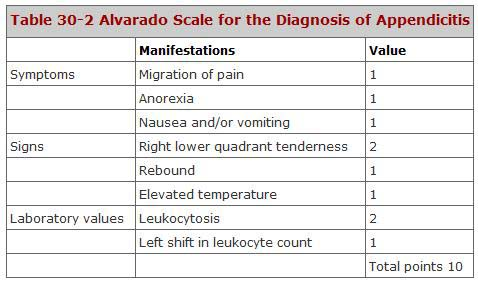 Table 30-2 Alvarado Scale for the Diagnosis of Appendicitis
Manifestations Value
Symptoms Migration of pain 1
Anorexia 1
Nausea and/or vomiting 1
Signs Right lower quadrant tenderness 2
Rebound 1
Elevated temperature 1
Laboratory values Leukocytosis 2
Left shift in leukocyte count 1
Total points 10